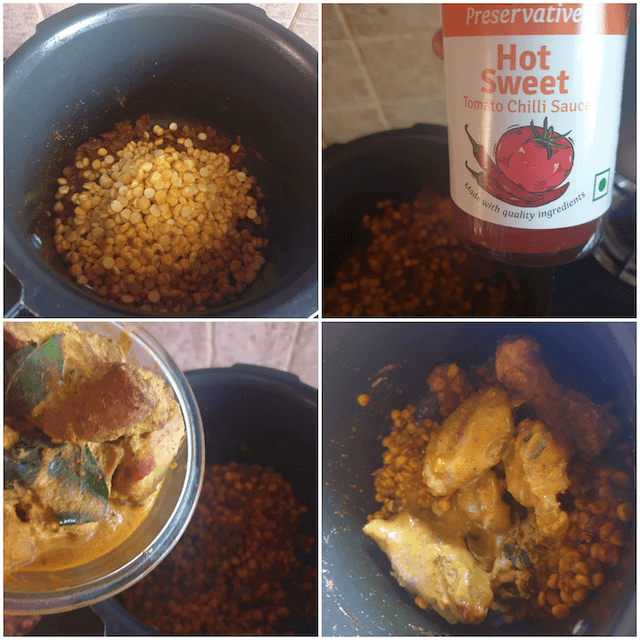 Preservative
Hot
Sweet
Tomato Chilli Sauce
Made with quality ingredients